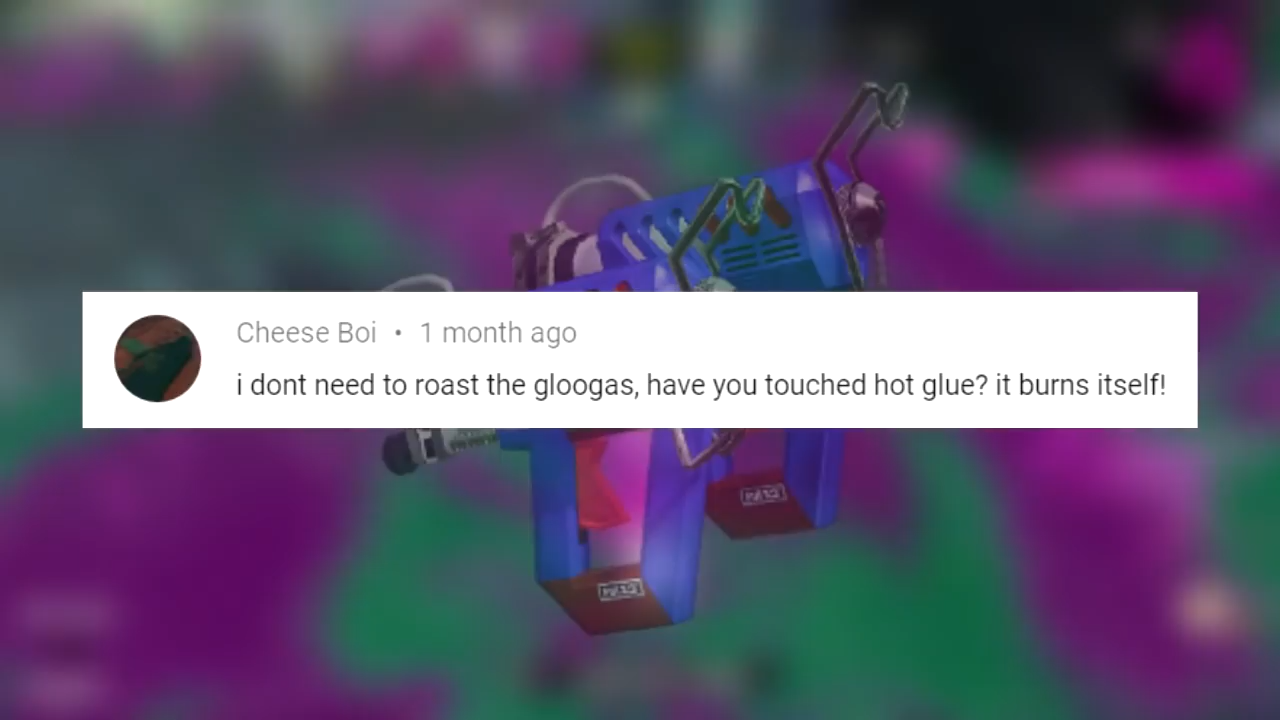 Cheese Boi • 1 month ago
i dont need to roast the gloogas, have you touched hot glue? it burns itself!